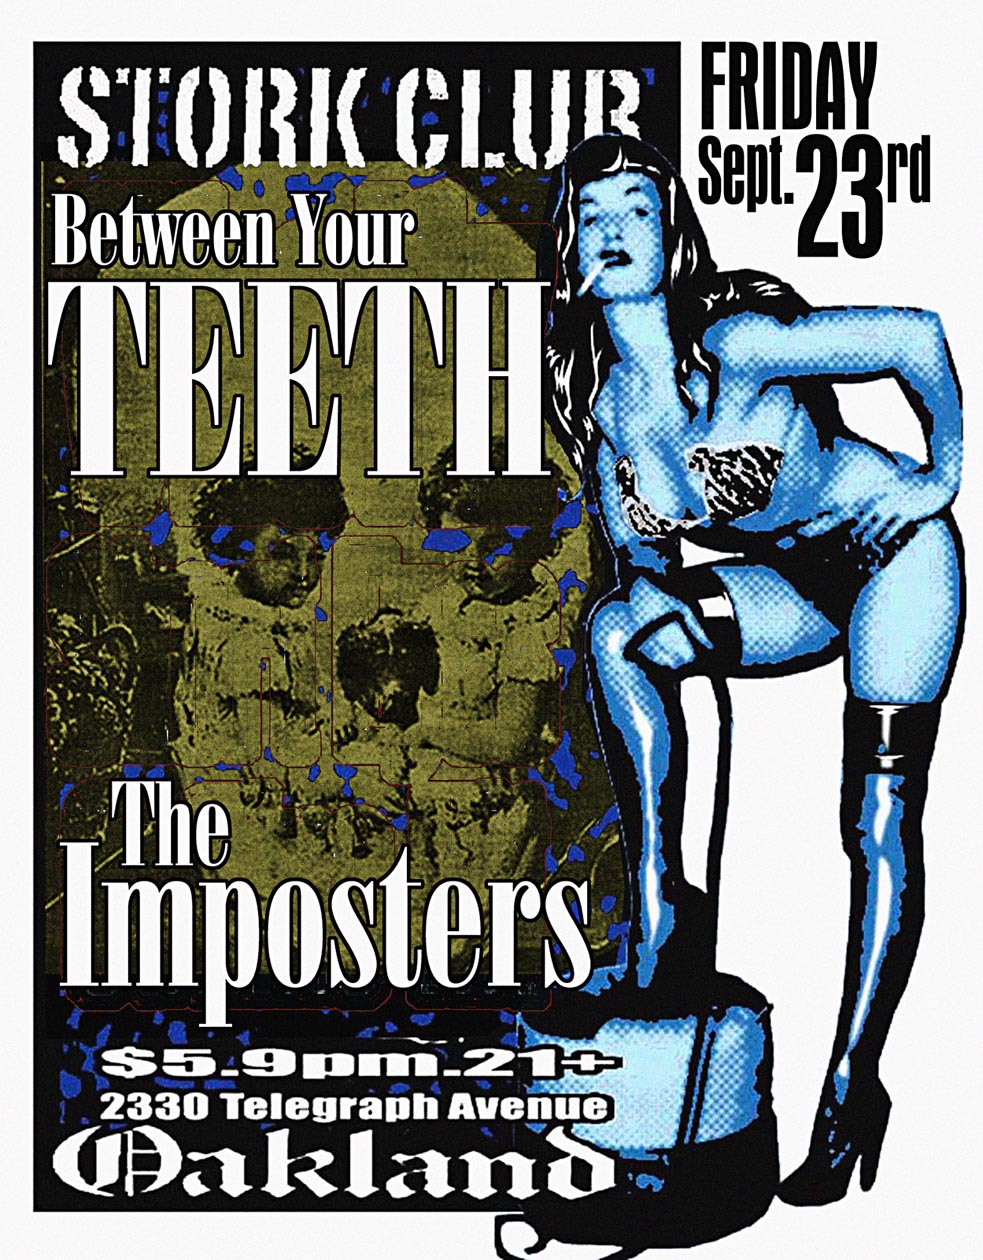 STORK CLUB
FRIDAY
Sept. 23rd
Between Your
TEETH
The
Imposters
$5.9pm.21+
2330 Telegraph Avenue
Oakland